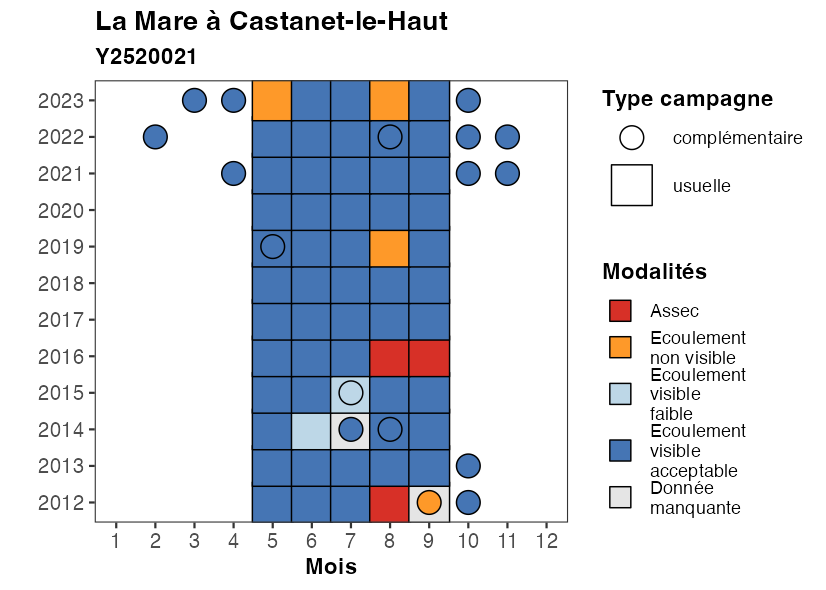 La Mare à Castanet-le-Haut
Y2520021
2023
2022
2021
2020
2019
2018
2017
2016
2015
2014
2013
2012
1 2 3 4 5 6 7 8 9 10 11 12
Mois
Type campagne
complémentaire
usuelle
Modalités
Assec
Ecoulement
non visible
Ecoulement
visible
faible
Ecoulement
visible
acceptable
Donnée
manquante